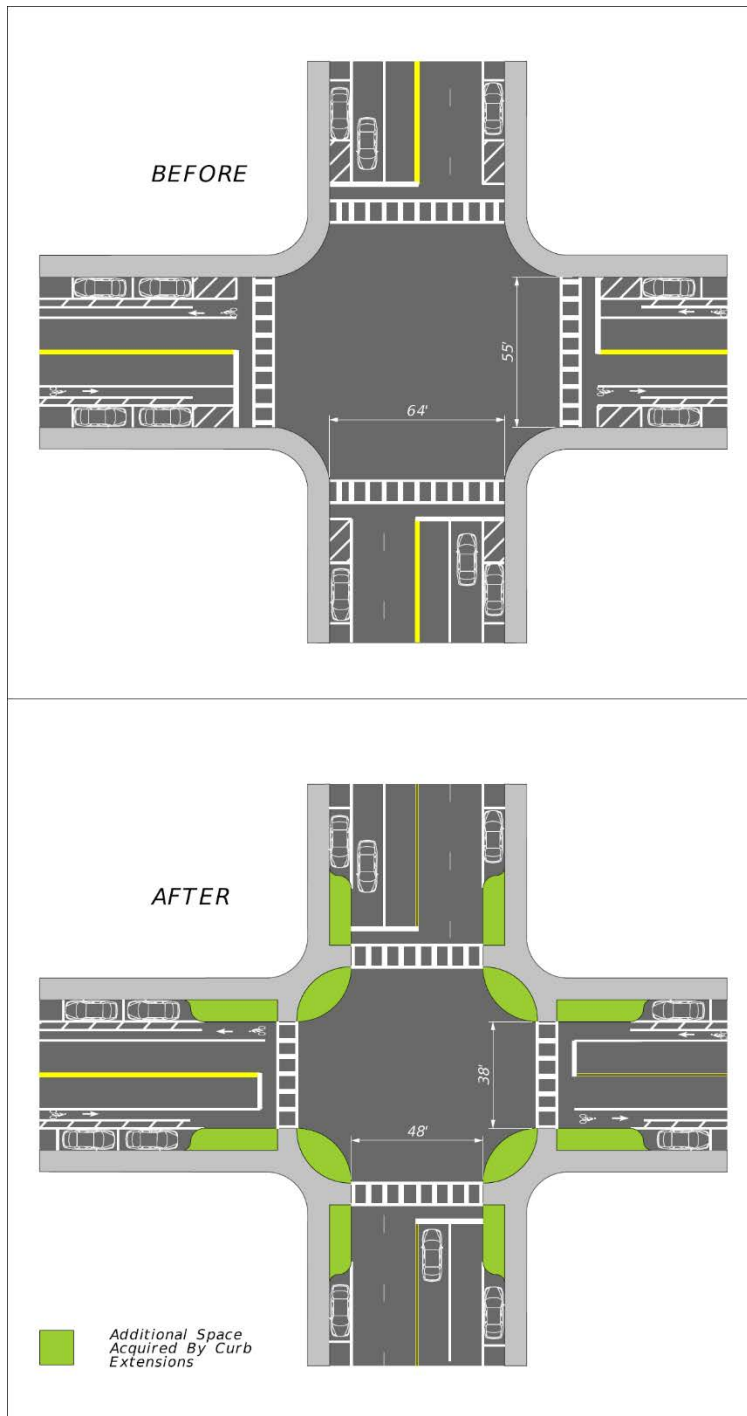 BEFORE
55'
64'
AFTER
38'
48'
Additional Space
Acquired By Curb
Extensions